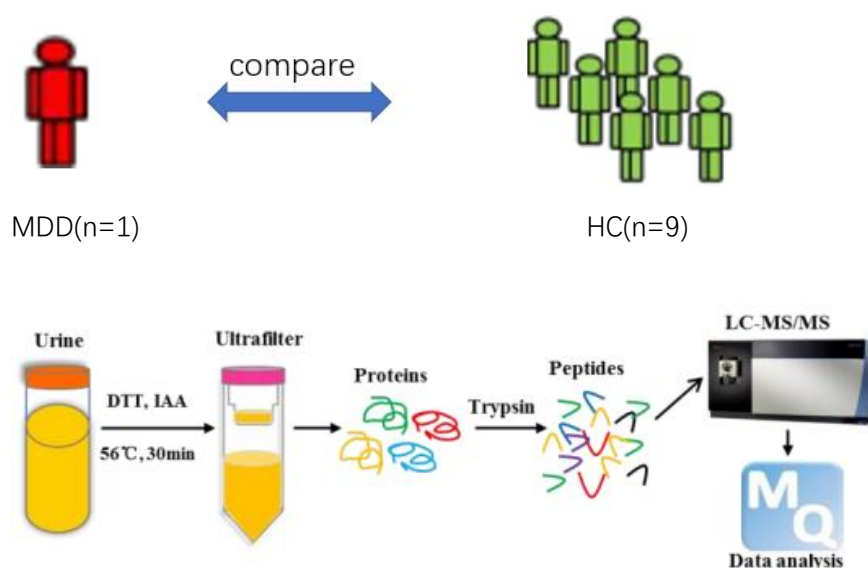 compare
MDD(n=1)
HC(n=9)
Urine
DTT, IAA
56℃, 30min
Ultrafilter
Proteins
Trypsin
Peptides
LC-MS/MS
MQ
Data analysis